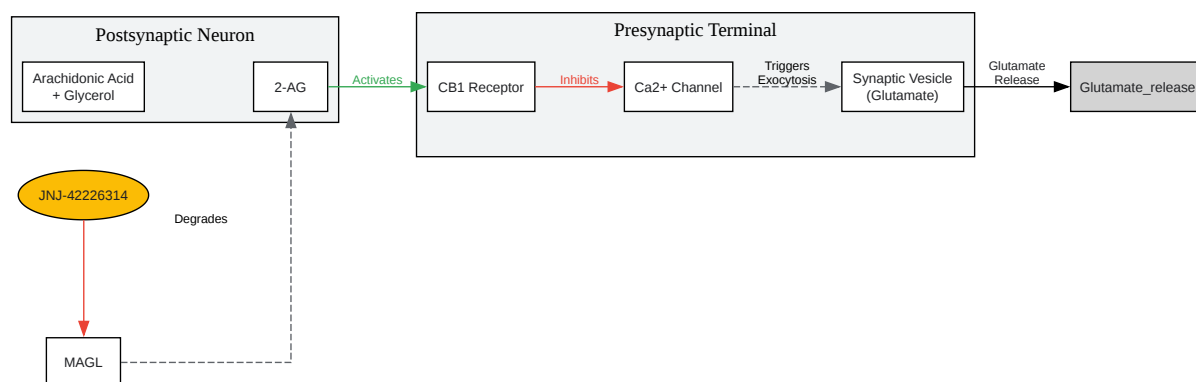 Postsynaptic Neuron
Arachidonic Acid
+ Glycerol
2-AG
Activates
Presynaptic Terminal
CB1 Receptor
Inhibits
Ca2+ Channel
Triggers
Exocytosis
Synaptic Vesicle
(Glutamate)
Glutamate
Release
Glutamate_release
JNJ-42226314
Degrades
MAGL